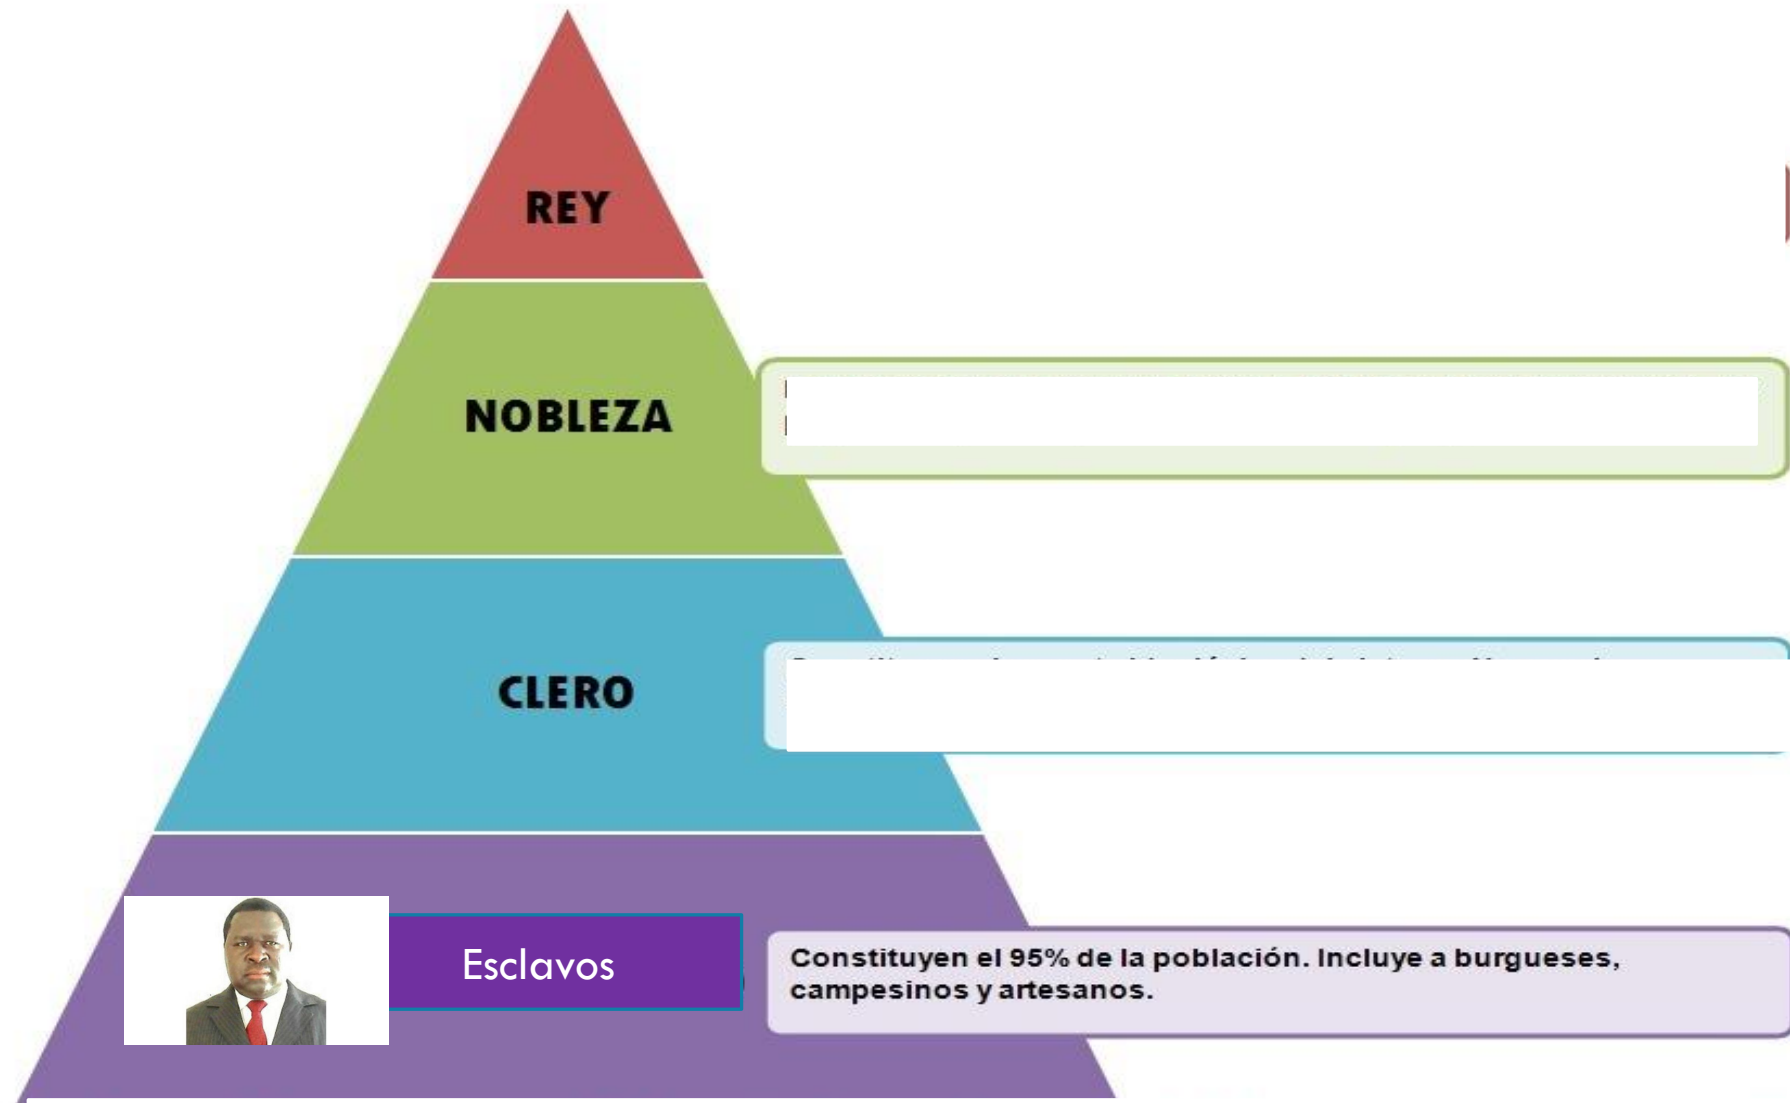 REY
NOBLEZA
CLERO
Esclavos
Constituyen el 95% de la población. Incluye a burgueses,
campesinos y artesanos.